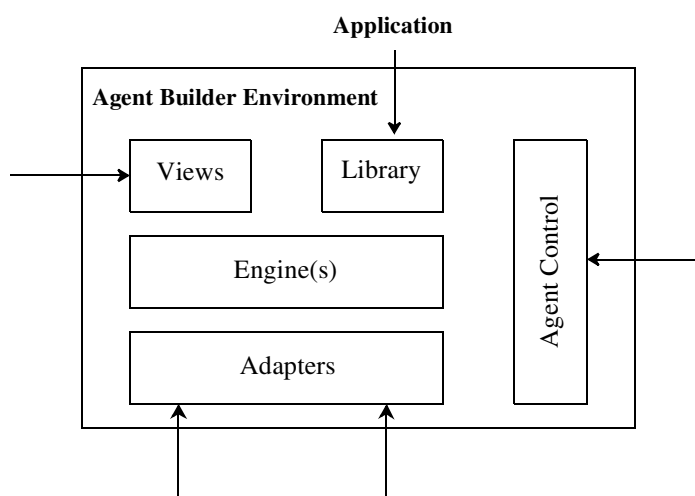 Application
Agent Builder Environment
Views
Library
Engine(s)
Agent Control
Adapters